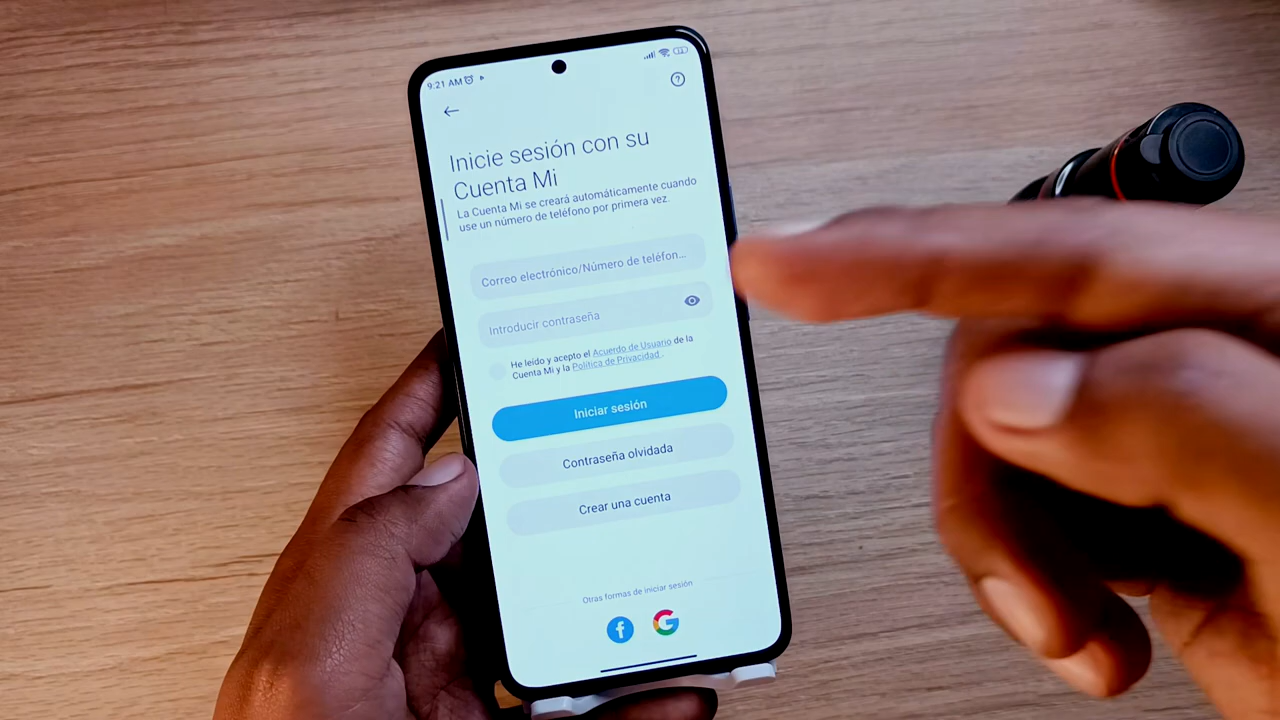 9:21 AM
Inicie sesión con su
Cuenta Mi
La Cuenta Mi se creará automáticamente cuando
use un número de teléfono por primera vez.
Correo electrónico/Número de teléfon...
Introducir contraseña
He leído y acepto el Acuerdo de Usuario de la
Cuenta Mi y la Política de Privacidad.
Iniciar sesión
Contraseña olvidada
Crear una cuenta
Otras formas de iniciar sesión